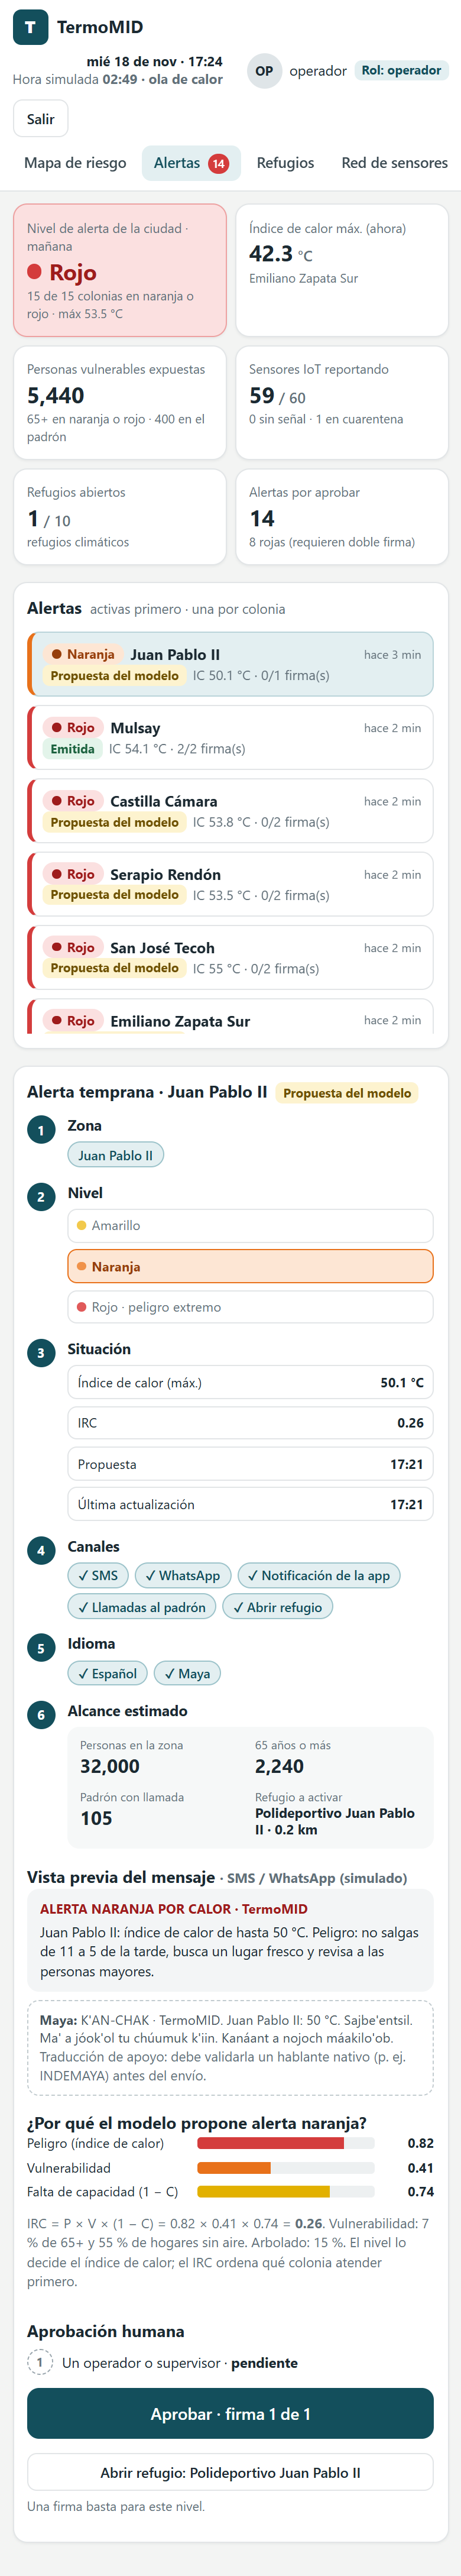 T TermoMID
mié 18 de nov · 17:24
Hora simulada 02:49 · ola de calor
OP operador Rol: operador
Salir
Mapa de riesgo Alertas 14 Refugios Red de sensores
Nivel de alerta de la ciudad ·
mañana
Rojo
15 de 15 colonias en naranja o
rojo · máx 53.5 °C
Índice de calor máx. (ahora)
42.3 °C
Emiliano Zapata Sur
Personas vulnerables expuestas
5,440
65+ en naranja o rojo · 400 en el
padrón
Sensores IoT reportando
59 / 60
0 sin señal · 1 en cuarentena
Refugios abiertos
1 / 10
refugios climáticos
Alertas por aprobar
14
8 rojas (requieren doble firma)
Alertas activas primero · una por colonia
Naranja Juan Pablo II hace 3 min
Propuesta del modelo IC 50.1 °C · 0/1 firma(s)
Rojo Mulsay hace 2 min
Emitida IC 54.1 °C · 2/2 firma(s)
Rojo Castilla Cámara hace 2 min
Propuesta del modelo IC 53.8 °C · 0/2 firma(s)
Rojo Serapio Rendón hace 2 min
Propuesta del modelo IC 53.5 °C · 0/2 firma(s)
Rojo San José Tecoh hace 2 min
Propuesta del modelo IC 55 °C · 0/2 firma(s)
Rojo Emiliano Zapata Sur hace 2 min
Alerta temprana · Juan Pablo II Propuesta del modelo
1 Zona
Juan Pablo II
2 Nivel
Amarillo
Naranja
Rojo · peligro extremo
3 Situación
Índice de calor (máx.) 50.1 °C
IRC 0.26
Propuesta 17:21
Última actualización 17:21
4 Canales
✓ SMS ✓ WhatsApp ✓ Notificación de la app
✓ Llamadas al padrón ✓ Abrir refugio
5 Idioma
✓ Español ✓ Maya
6 Alcance estimado
Personas en la zona
32,000
65 años o más
2,240
Padrón con llamada
105
Refugio a activar
Polideportivo Juan Pablo
II · 0.2 km
Vista previa del mensaje · SMS / WhatsApp (simulado)
ALERTA NARANJA POR CALOR · TermoMID
Juan Pablo II: índice de calor de hasta 50 °C. Peligro: no salgas
de 11 a 5 de la tarde, busca un lugar fresco y revisa a las
personas mayores.
Maya: K'AN-CHAK · TermoMID. Juan Pablo II: 50 °C. Sajbe'entsil.
Ma' a jóok'ol tu chúumuk k'iin. Kanáant a nojoch máakilo'ob.
Traducción de apoyo: debe validarla un hablante nativo (p. ej.
INDEMAYA) antes del envío.
¿Por qué el modelo propone alerta naranja?
Peligro (índice de calor) 0.82
Vulnerabilidad 0.41
Falta de capacidad (1 − C) 0.74
IRC = P × V × (1 − C) = 0.82 × 0.41 × 0.74 = 0.26. Vulnerabilidad: 7
% de 65+ y 55 % de hogares sin aire. Arbolado: 15 %. El nivel lo
decide el índice de calor; el IRC ordena qué colonia atender
primero.
Aprobación humana
1 Un operador o supervisor · pendiente
Aprobar · firma 1 de 1
Abrir refugio: Polideportivo Juan Pablo II
Una firma basta para este nivel.